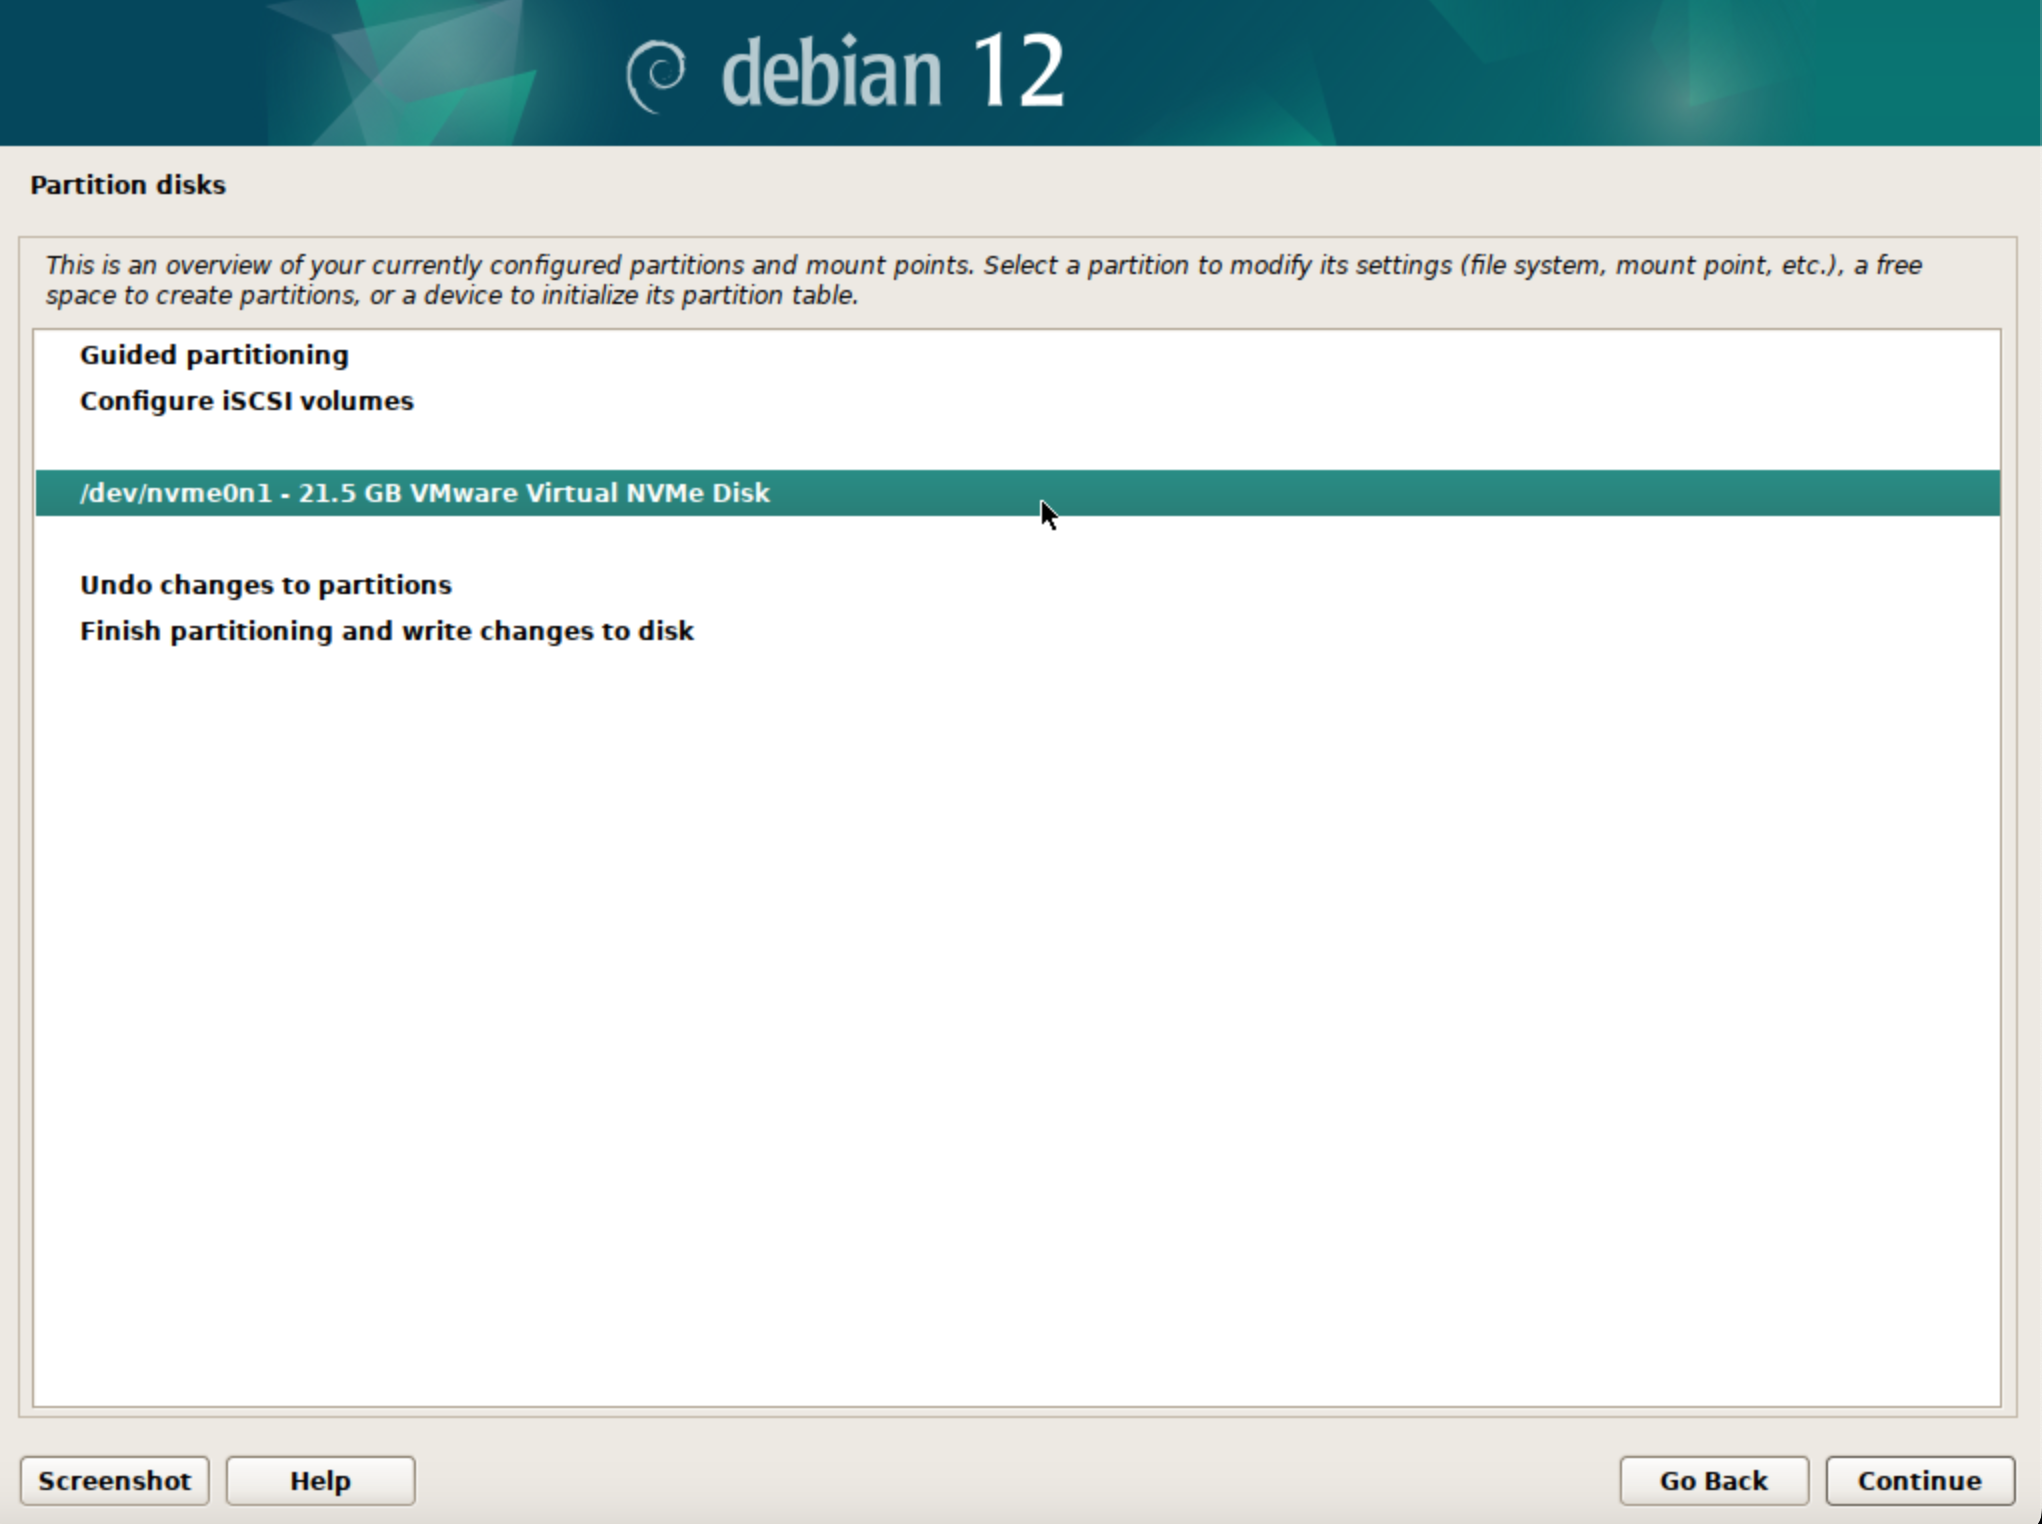 debian 12
Partition disks
This is an overview of your currently configured partitions and mount points. Select a partition to modify its settings (file system, mount point, etc.), a free
space to create partitions, or a device to initialize its partition table.
Guided partitioning
Configure iSCSI volumes
/dev/nvme0n1 - 21.5 GB VMware Virtual NVMe Disk
Undo changes to partitions
Finish partitioning and write changes to disk
Screenshot Help Go Back Continue